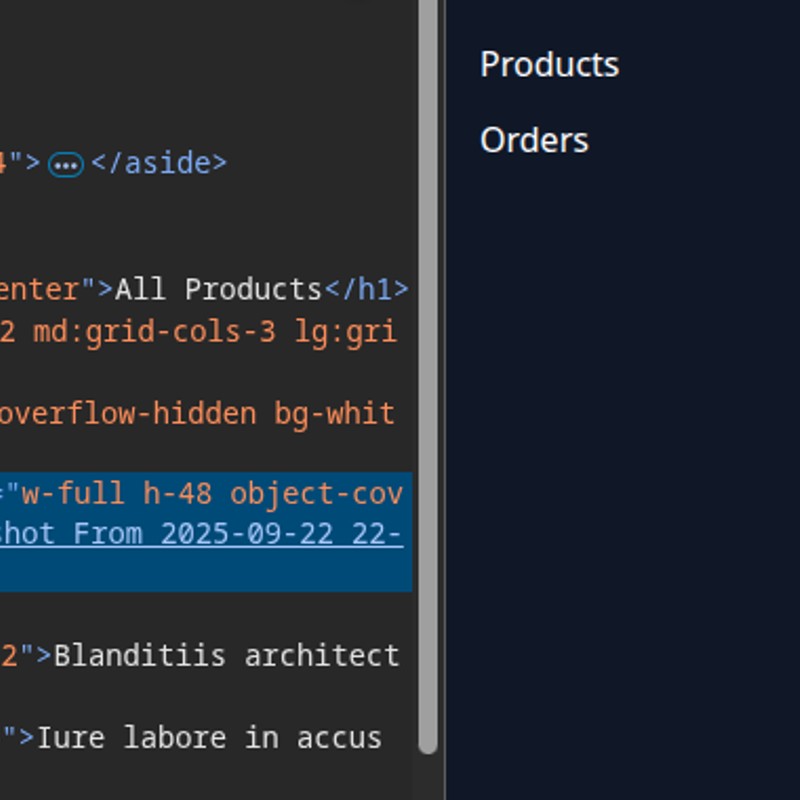 Products
Orders
4">···</aside>
enter">All Products</h1>
2 md:grid-cols-3 lg:gri
overflow-hidden bg-whit
="w-full h-48 object-cov
shot From 2025-09-22 22-
2">Blanditiis architect
">Iure labore in accus